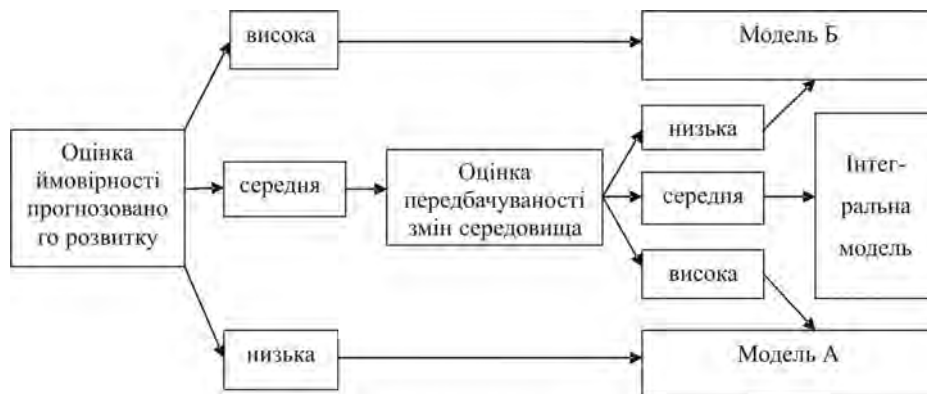 висока
Модель Б
Оцінка
ймовірності
прогнозовано
го розвитку
середня
Оцінка
передбачуваності
змін середовища
низька
середня
висока
Інтег-
ральна
модель
низька
Модель А